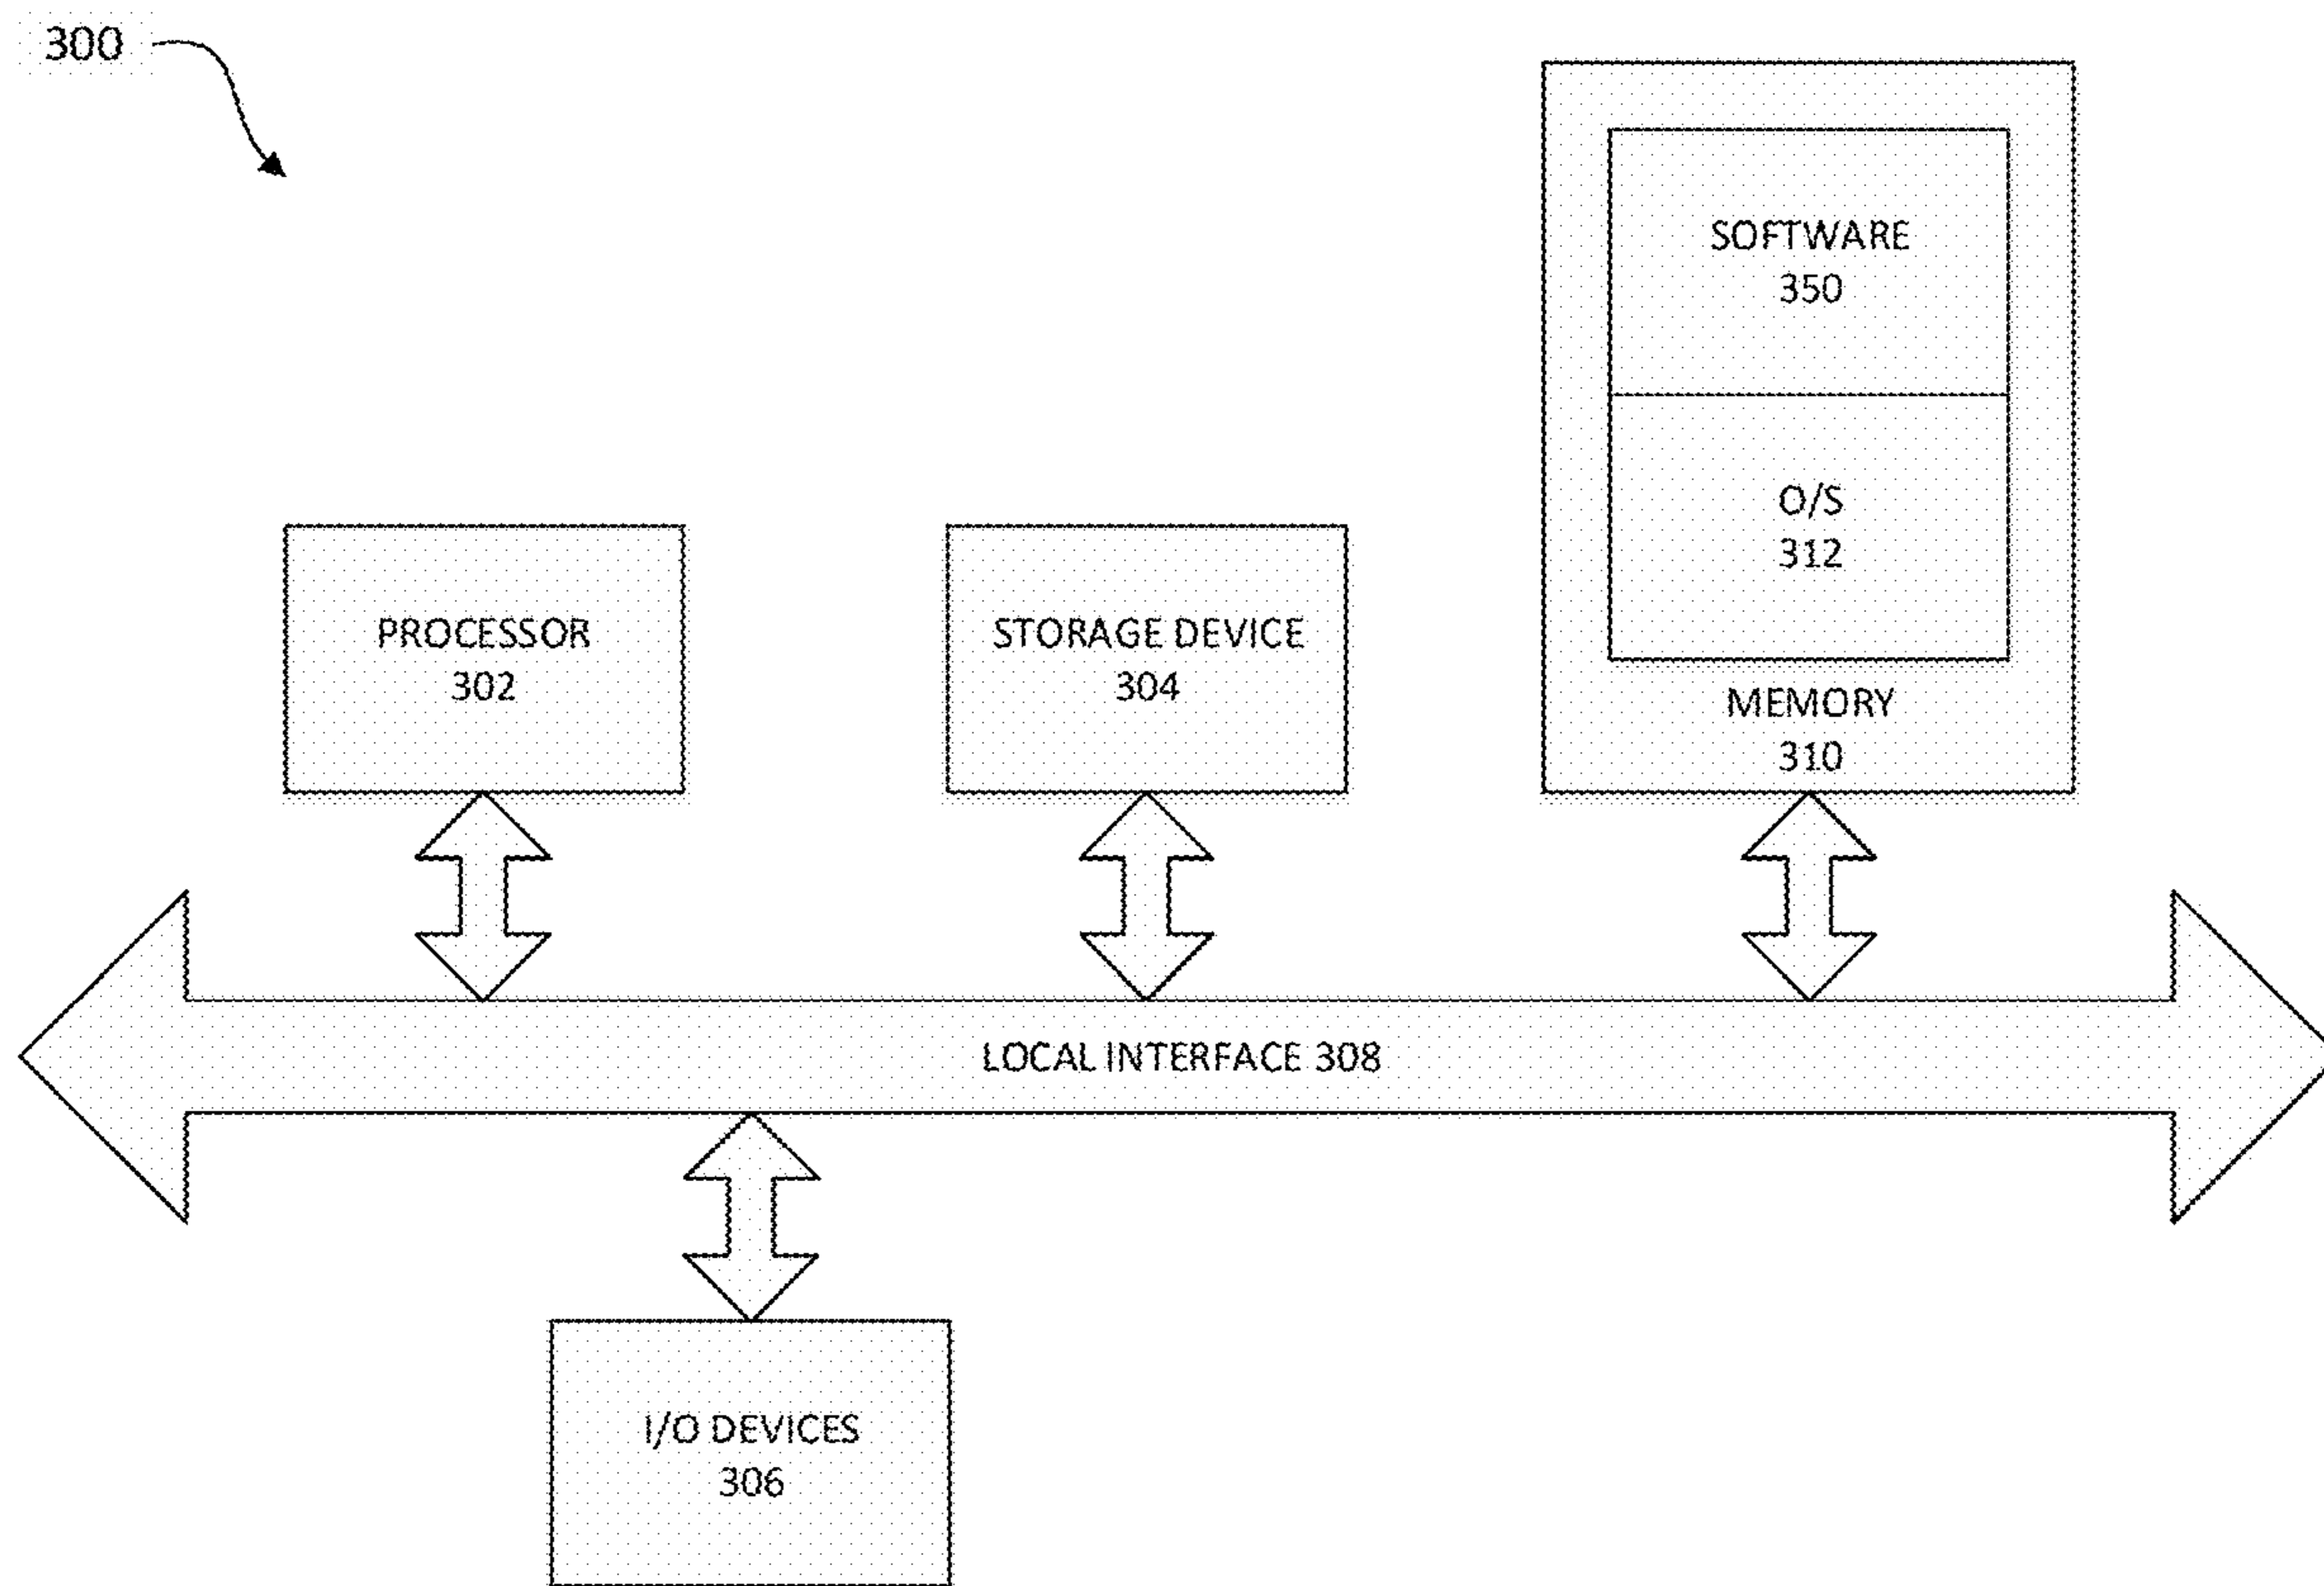 300
SOFTWARE
350
O/S
312
PROCESSOR
302
STORAGE DEVICE
304
MEMORY
310
LOCAL INTERFACE 308
I/O DEVICES
306